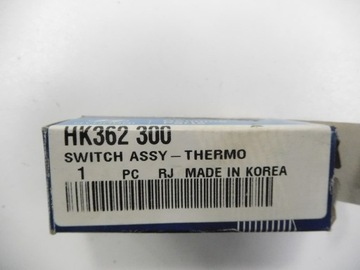 HK362 300
SWITCH ASSY – THERMO
1 PC RJ MADE IN KOREA